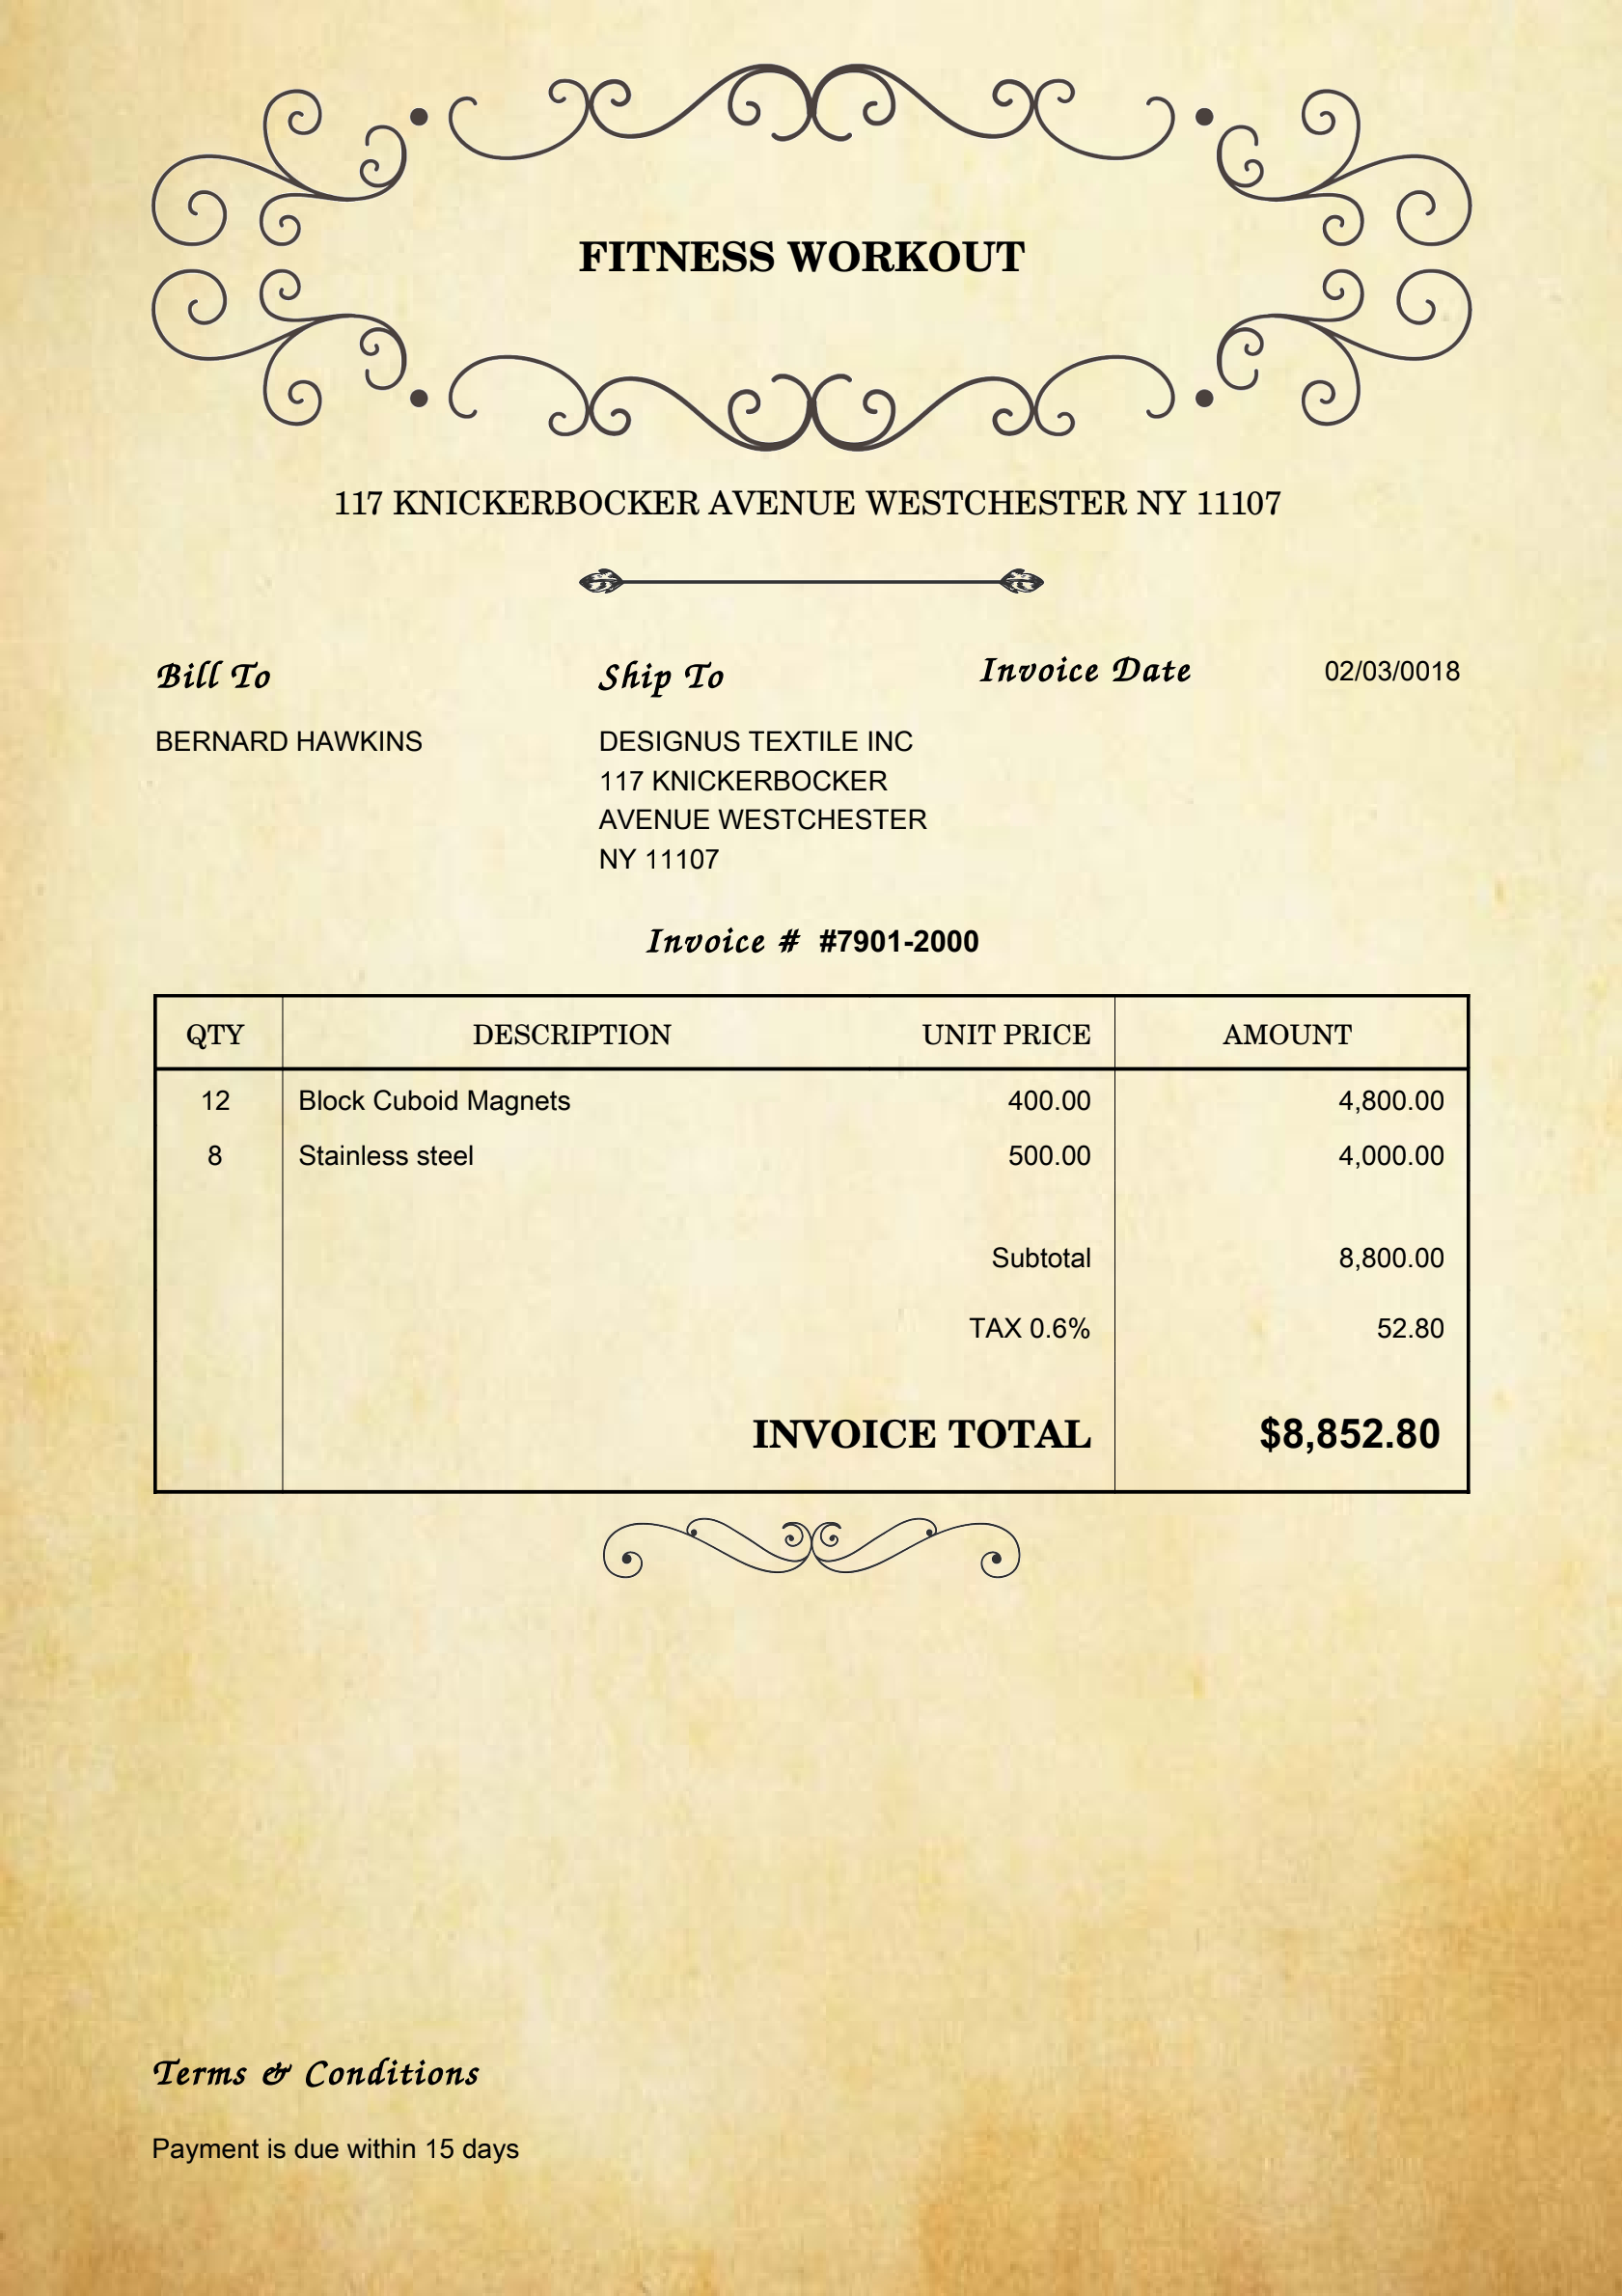 FITNESS WORKOUT
117 KNICKERBOCKER AVENUE WESTCHESTER NY 11107
Bill To
BERNARD HAWKINS
Ship To
DESIGNUS TEXTILE INC
117 KNICKERBOCKER
AVENUE WESTCHESTER
NY 11107
Invoice Date 02/03/0018
Invoice # #7901-2000
QTY DESCRIPTION UNIT PRICE AMOUNT
12 Block Cuboid Magnets 400.00 4,800.00
8 Stainless steel 500.00 4,000.00
Subtotal 8,800.00
TAX 0.6% 52.80
INVOICE TOTAL $8,852.80
Terms & Conditions
Payment is due within 15 days